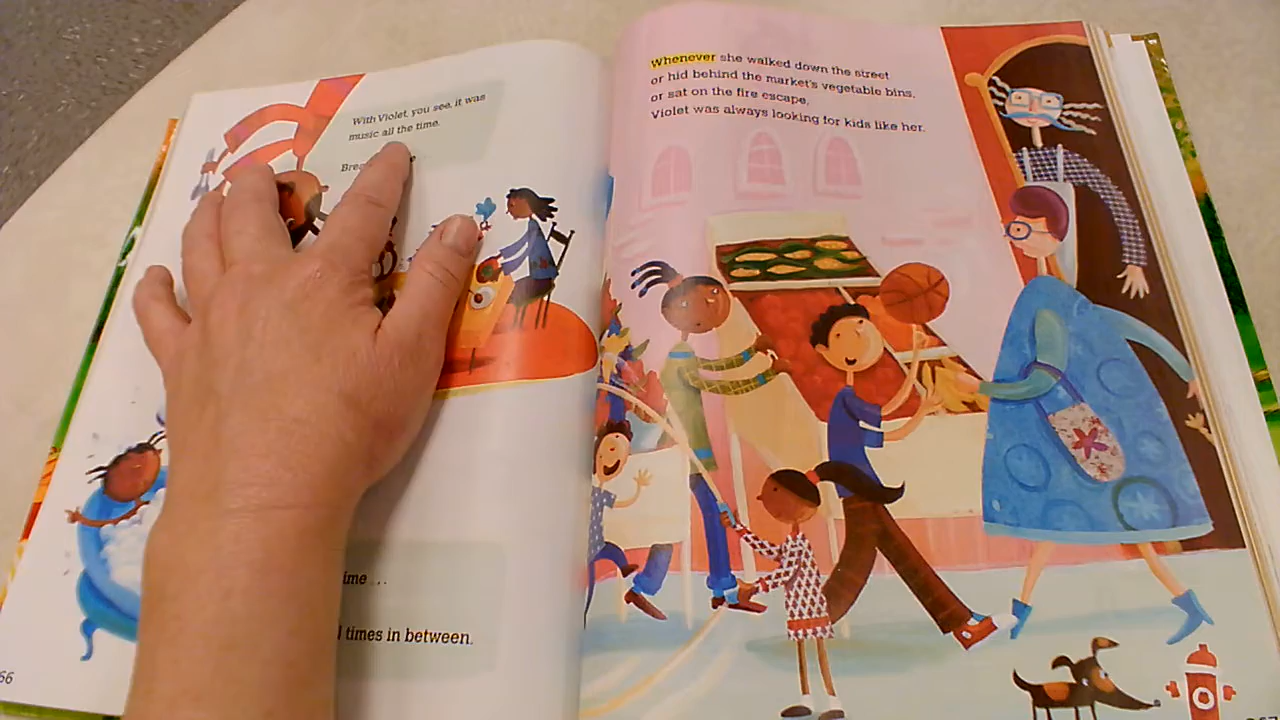 With Violet, you see, it was
music all the time.
ime ...
times in between.
66
Whenever she walked down the street
or hid behind the market's vegetable bins,
or sat on the fire escape,
Violet was always looking for kids like her.